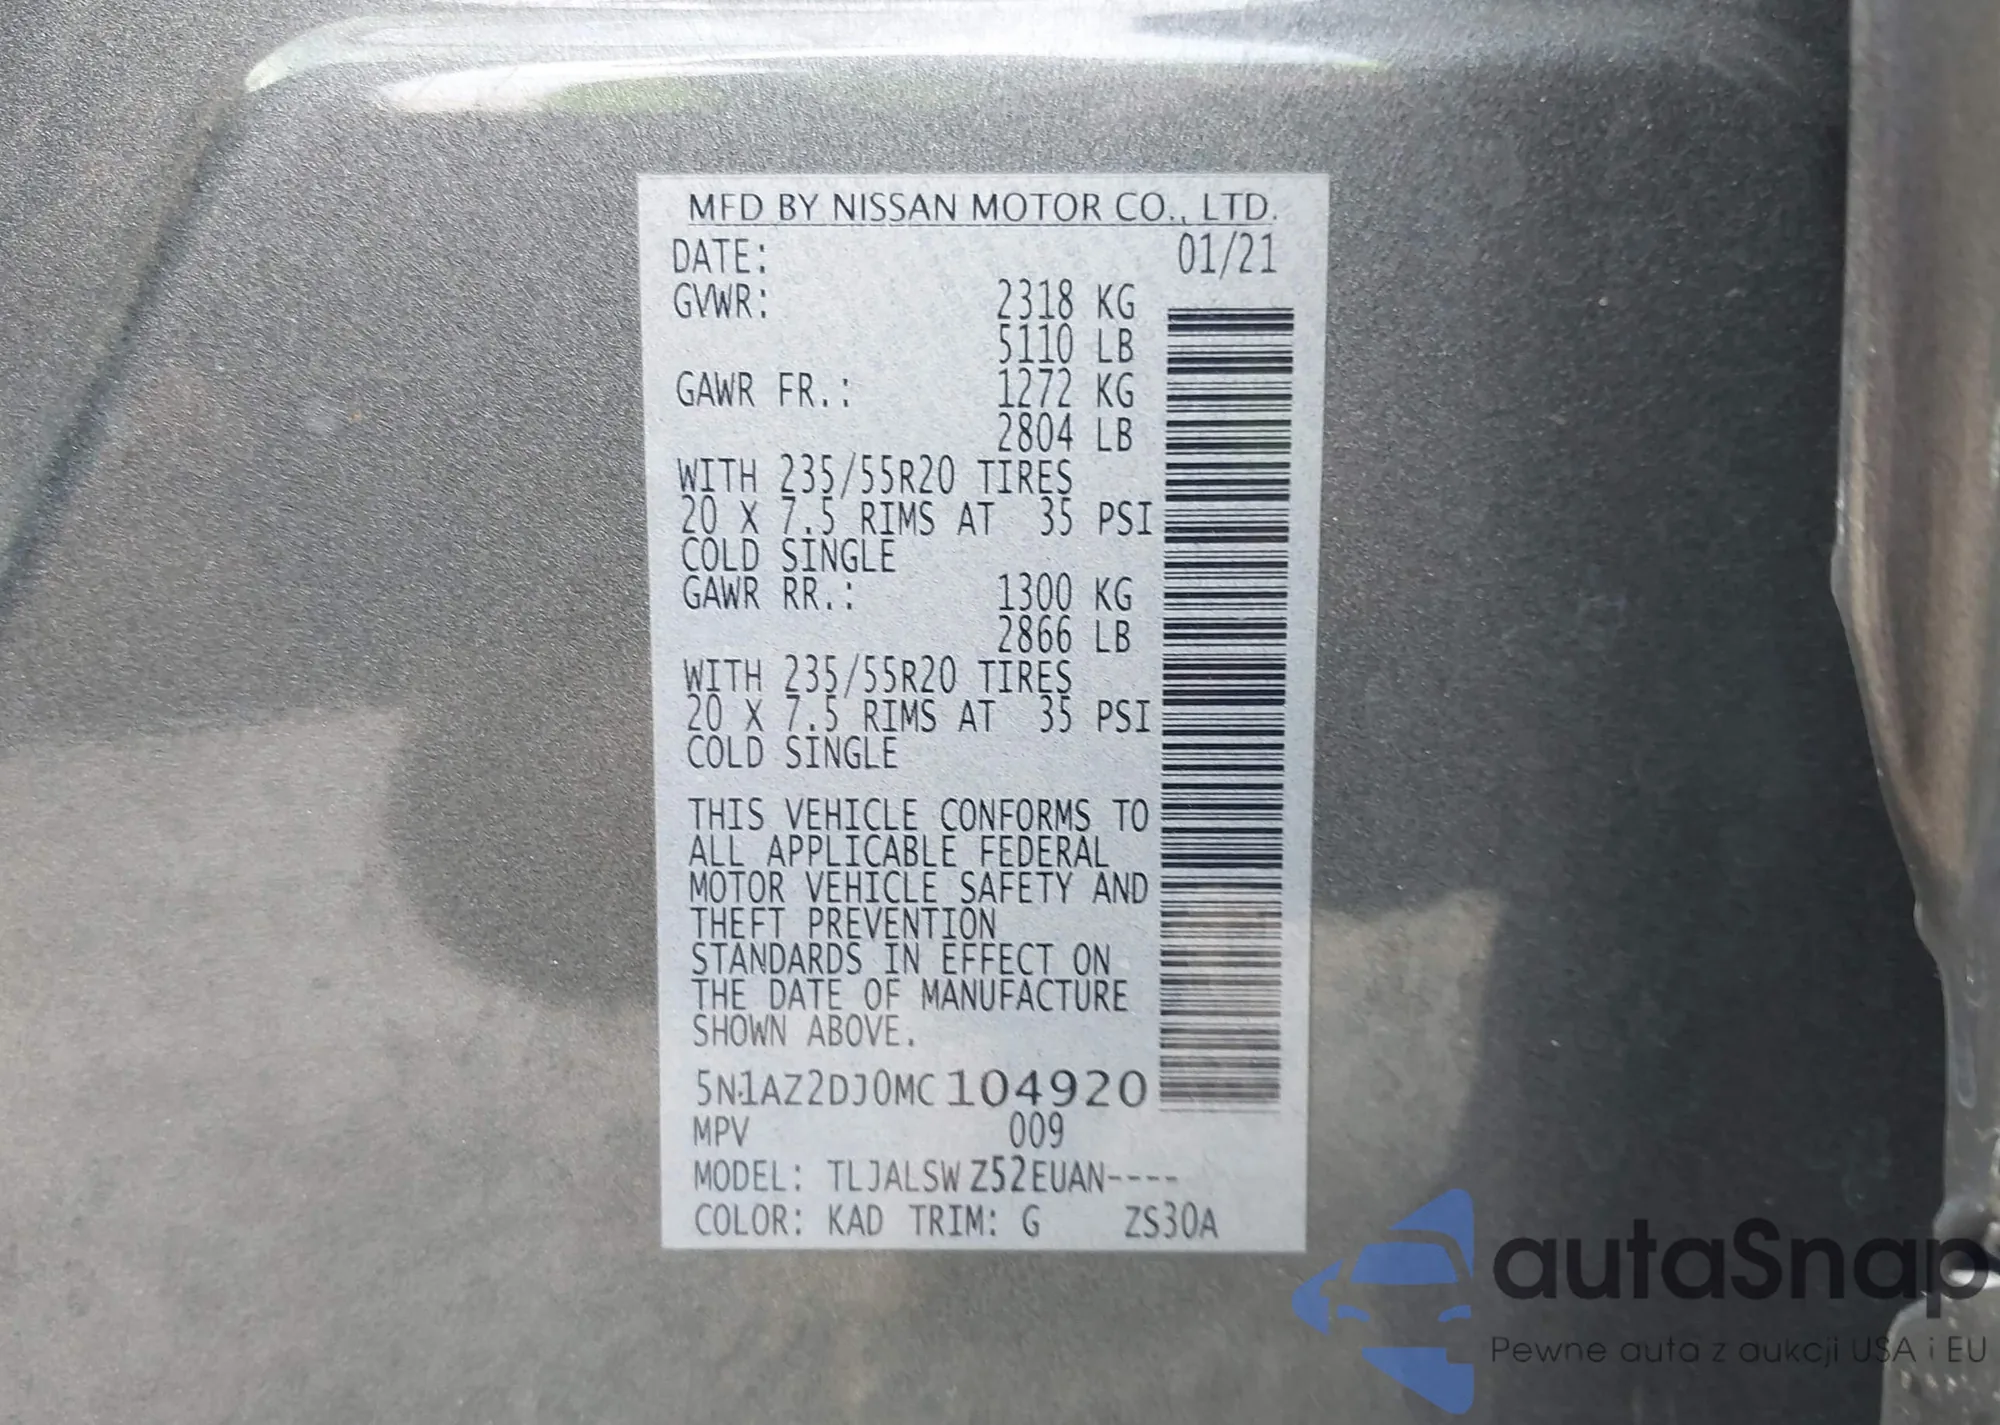 MFD BY NISSAN MOTOR CO., LTD.
DATE: 01/21
GVWR: 2318 KG
5110 LB
GAWR FR.: 1272 KG
2804 LB
WITH 235/55R20 TIRES
20 X 7.5 RIMS AT 35 PSI
COLD SINGLE
GAWR RR.: 1300 KG
2866 LB
WITH 235/55R20 TIRES
20 X 7.5 RIMS AT 35 PSI
COLD SINGLE
THIS VEHICLE CONFORMS TO
ALL APPLICABLE FEDERAL
MOTOR VEHICLE SAFETY AND
THEFT PREVENTION
STANDARDS IN EFFECT ON
THE DATE OF MANUFACTURE
SHOWN ABOVE.
5N1AZ2DJ0MC104920
MPV 009
MODEL: TLJALSWZ52EUAN----
COLOR: KAD TRIM: G ZS30A
autaSnap
Pewne auta z aukcji USA i EU